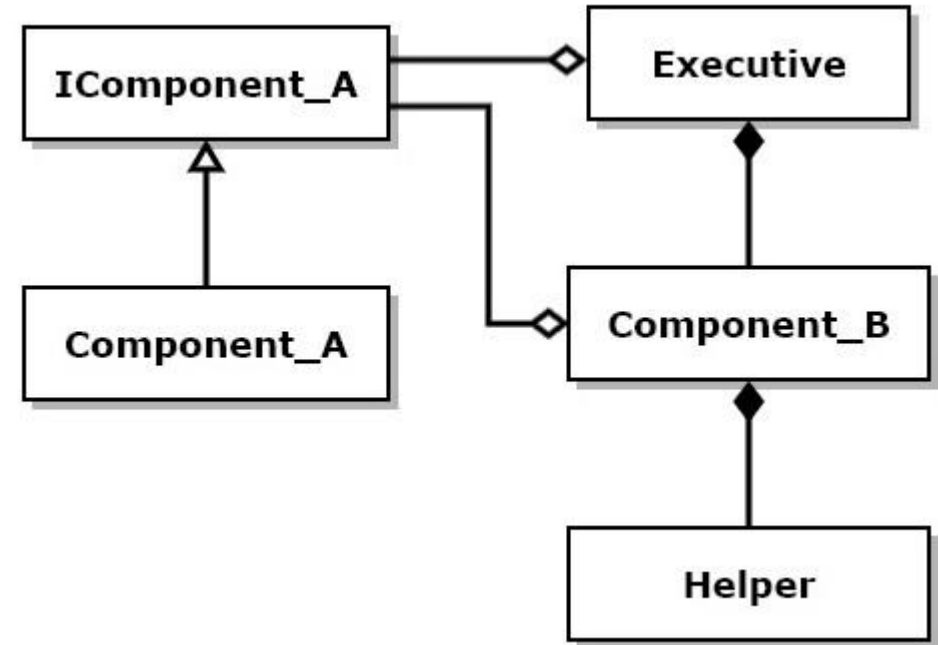 IComponent_A
Executive
Component_A
Component_B
Helper